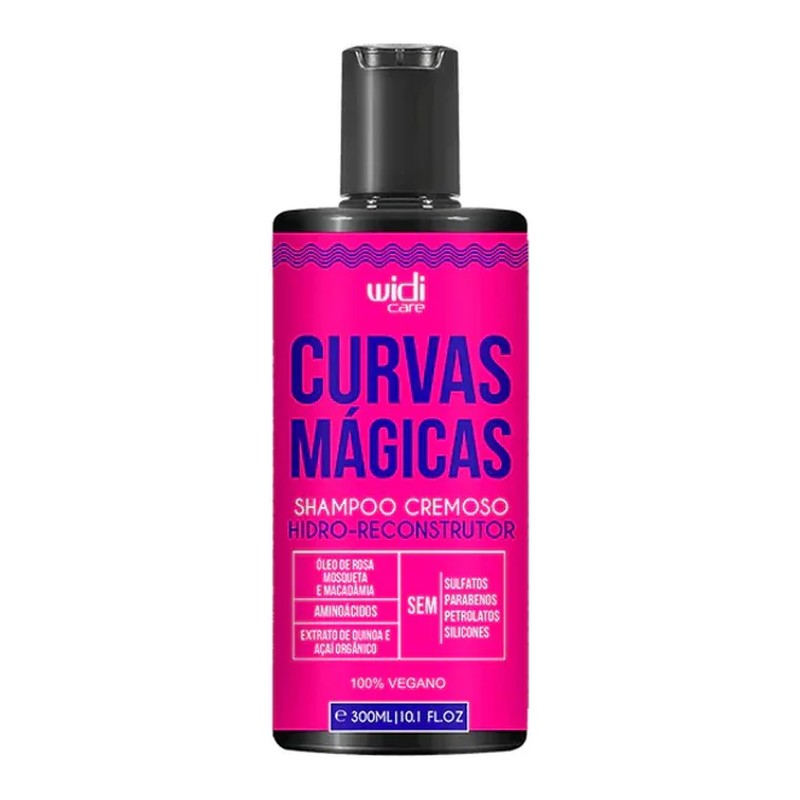 widi
care
CURVAS
MÁGICAS
SHAMPOO CREMOSO
HIDRO-RECONSTRUTOR
ÓLEO DE ROSA
MOSQUETA
E MACADÂMIA
AMINOÁCIDOS
EXTRATO DE QUINOA E
AÇAÍ ORGÂNICO
SEM
SULFATOS
PARABENOS
PETROLATOS
SILICONES
100% VEGANO
℮ 300ML|10.1 FL.OZ